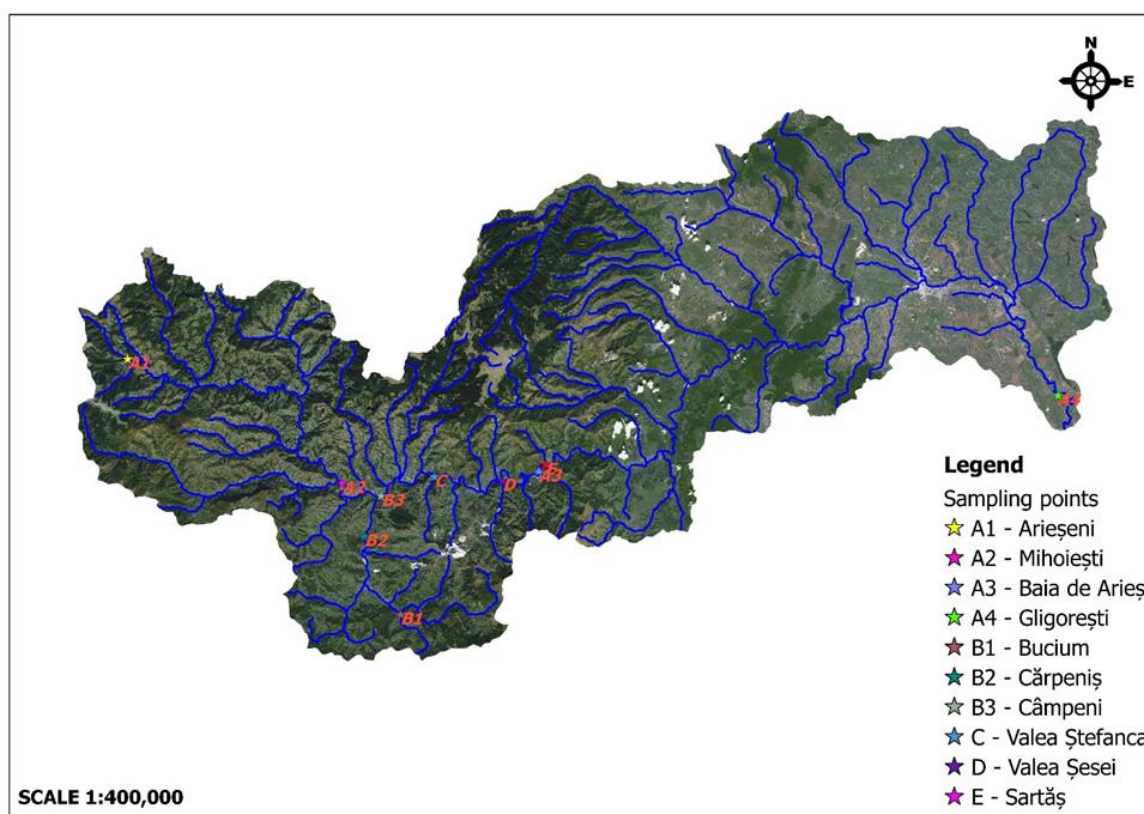 N
E
A1
A4
E
A3
A2
B3
C
D
B2
B1
Legend
Sampling points
A1 - Arieșeni
A2 - Mihoiești
A3 - Baia de Arieș
A4 - Gligorești
B1 - Bucium
B2 - Cărpeniș
B3 - Câmpeni
C - Valea Ștefanca
D - Valea Șesei
E - Sartăș
SCALE 1:400,000